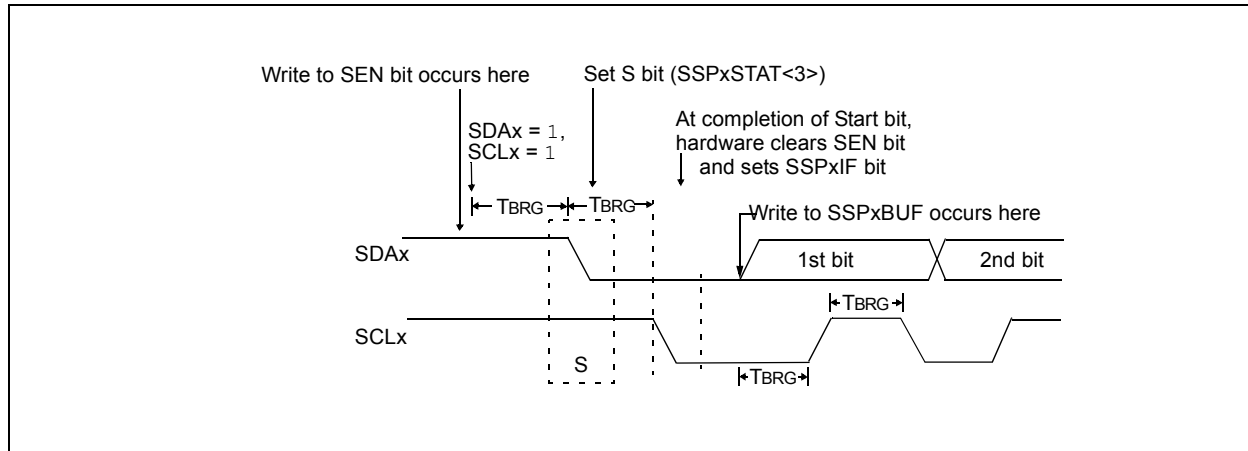 Write to SEN bit occurs here
Set S bit (SSPxSTAT<3>)
SDAx = 1,
SCLx = 1
At completion of Start bit,
hardware clears SEN bit
and sets SSPxIF bit
TBRG
TBRG
Write to SSPxBUF occurs here
SDAx
1st bit
2nd bit
TBRG
SCLx
S
TBRG